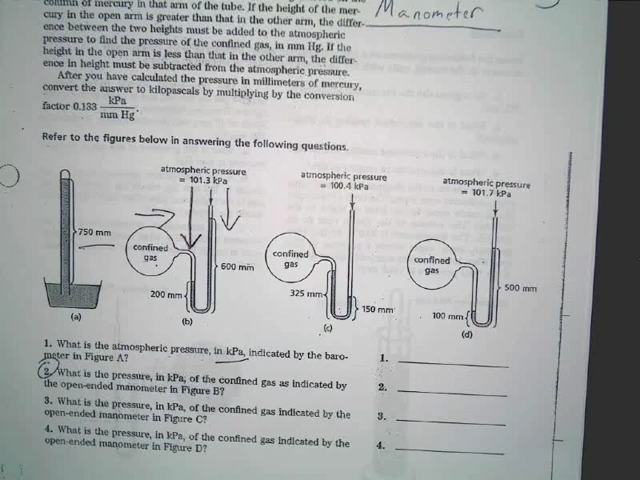 column of mercury in that arm of the tube. If the height of the mer-
Manometer
cury in the open arm is greater than that in the other arm, the differ-
ence between the two heights must be added to the atmospheric
pressure to find the pressure of the confined gas, in mm Hg. If the
height in the open arm is less than that in the other arm, the differ-
ence in height must be subtracted from the atmospheric pressure.
After you have calculated the pressure in millimeters of mercury,
convert the answer to kilopascals by multiplying by the conversion
factor 0.133 kPa
mm Hg.
Refer to the figures below in answering the following questions.
atmospheric pressure
= 101.3 kPa
atmospheric pressure
= 100.4 kPa
atmospheric pressure
= 101.7 kPa
750 mm
confined
gas
600 mm
200 mm
confined
gas
325 mm
150 mm
confined
gas
500 mm
100 mm
(a)
(b)
(c)
(d)
1. What is the atmospheric pressure, in kPa, indicated by the baro-
meter in Figure A?
1.
2. What is the pressure, in kPa, of the confined gas as indicated by
the open-ended manometer in Figure B?
2.
3. What is the pressure, in kPa, of the confined gas indicated by the
open-ended manometer in Figure C?
3.
4. What is the pressure, in kPa, of the confined gas indicated by the
open-ended manometer in Figure D?
4.